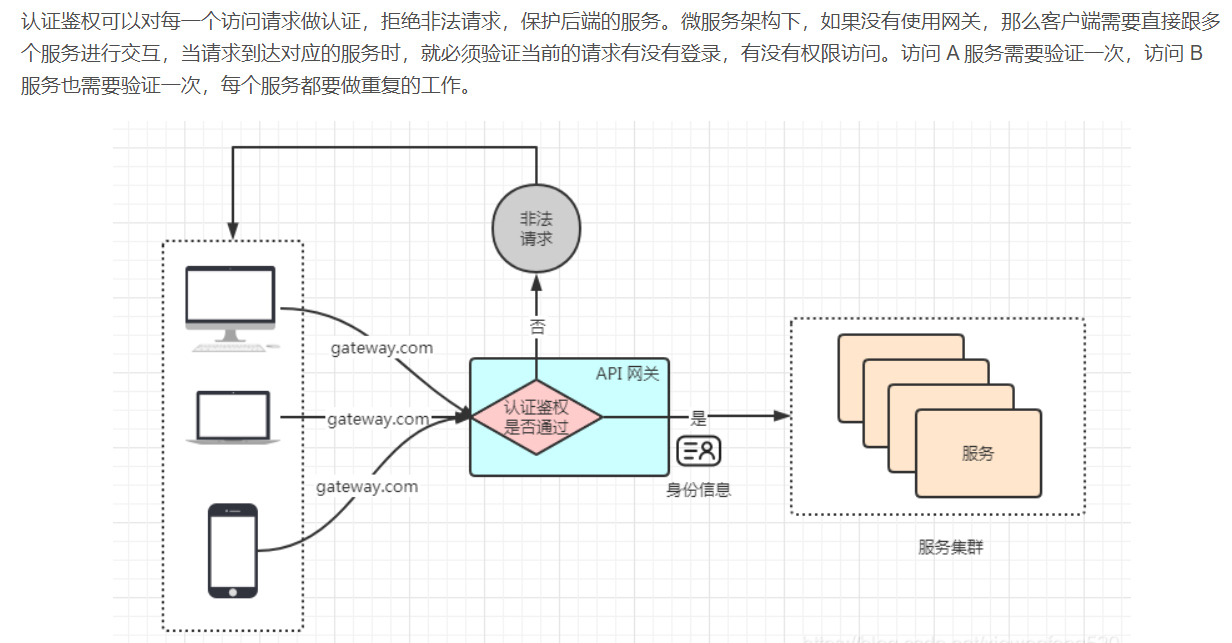 认证鉴权可以对每一个访问请求做认证，拒绝非法请求，保护后端的服务。微服务架构下，如果没有使用网关，那么客户端需要直接跟多
个服务进行交互，当请求到达对应的服务时，就必须验证当前的请求有没有登录，有没有权限访问。访问 A 服务需要验证一次，访问 B
服务也需要验证一次，每个服务都要做重复的工作。
非法
请求
否
gateway.com
API 网关
认证鉴权
是否通过
gateway.com
是
gateway.com
身份信息
服务
服务集群